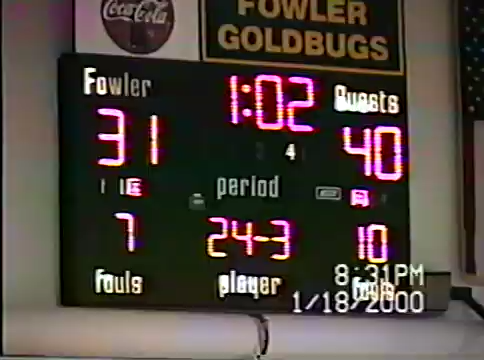 Coca-Cola
FOWLER
GOLDBUGS
Fowler
1:02
Guests
31
4
40
period
7
24-3
10
fouls
player
fouls
8:31PM
1/18/2000